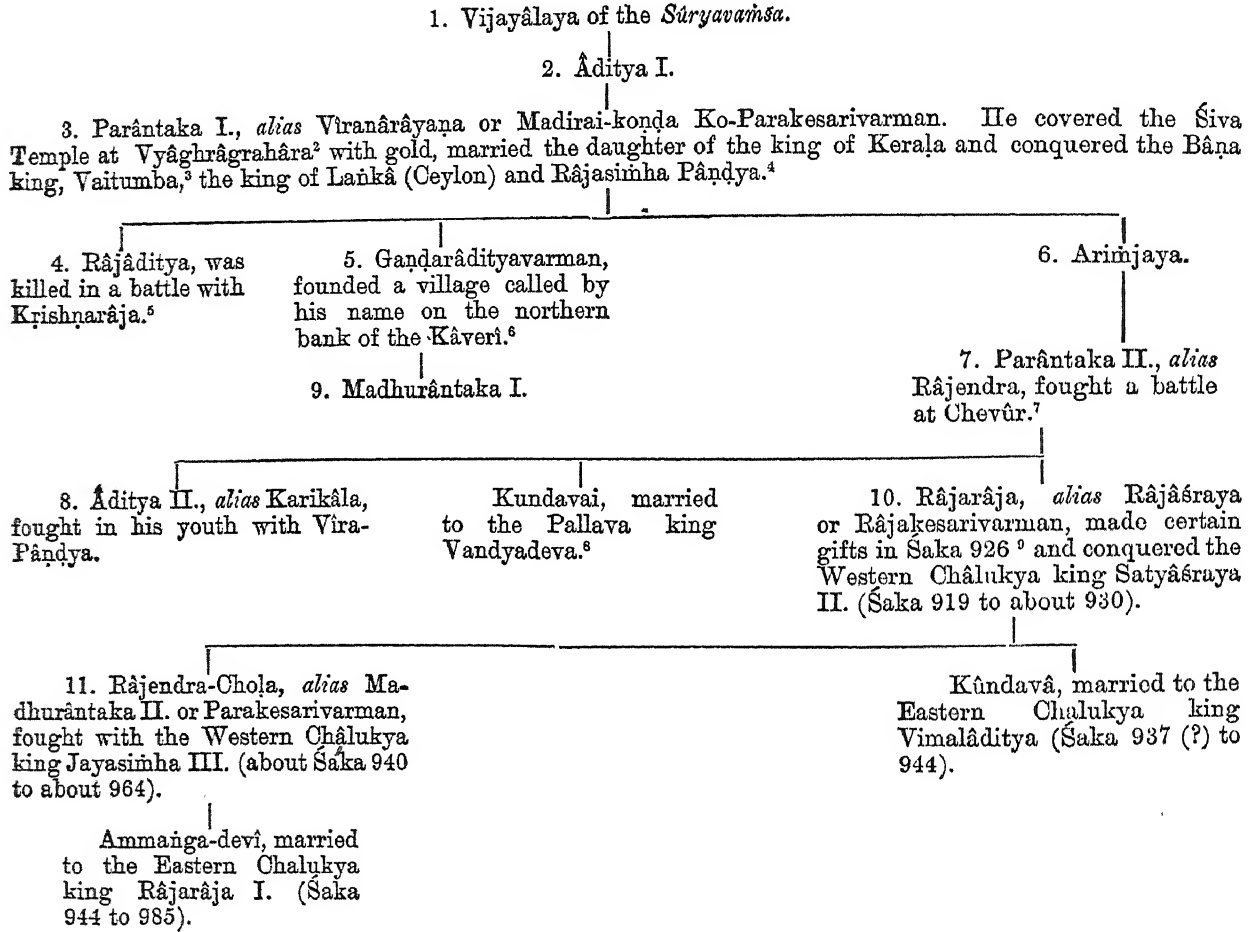 1. Vijayâlaya of the Sûryavaṁśa.
2. Âditya I.
3. Parântaka I., alias Vîranârâyaṇa or Madirai-koṇḍa Ko-Parakesarivarman. He covered the Śiva
Temple at Vyâghrâgrahâra² with gold, married the daughter of the king of Keraḷa and conquered the Bâṇa
king, Vaitumba,³ the king of Laṅkâ (Ceylon) and Râjasiṁha Pâṇḍya.⁴
4. Râjâditya, was
killed in a battle with
Kṛishṇarâja.⁵
5. Gaṇḍarâdityavarman,
founded a village called by
his name on the northern
bank of the Kâverî.⁶
9. Madhurântaka I.
6. Ariṁjaya.
7. Parântaka II., alias
Râjendra, fought a battle
at Chevûr.⁷
8. Âditya II., alias Karikâla,
fought in his youth with Vîra-
Pâṇḍya.
Kundavai, married
to the Pallava king
Vandyadeva.⁸
10. Râjarâja, alias Râjâśraya
or Râjakesarivarman, made certain
gifts in Śaka 926 ⁹ and conquered the
Western Châlukya king Satyâśraya
II. (Śaka 919 to about 930).
11. Râjendra-Choḷa, alias Ma-
dhurântaka II. or Parakesarivarman,
fought with the Western Châlukya
king Jayasiṁha III. (about Śaka 940
to about 964).
Ammaṅga-devî, married
to the Eastern Chalukya
king Râjarâja I. (Śaka
944 to 985).
Kûndavâ, married to the
Eastern Chalukya king
Vimalâditya (Śaka 937 (?) to
944).